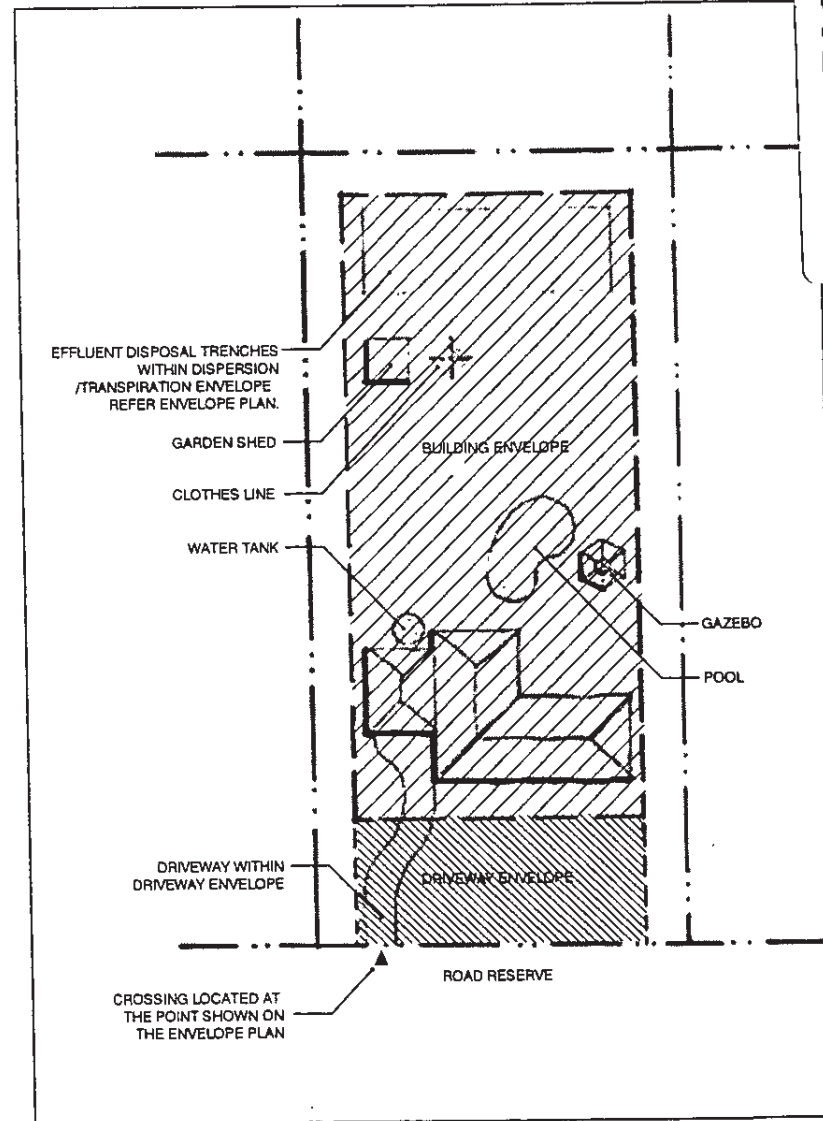 EFFLUENT DISPOSAL TRENCHES
WITHIN DISPERSION
/TRANSPIRATION ENVELOPE
REFER ENVELOPE PLAN.
GARDEN SHED
BUILDING ENVELOPE
CLOTHES LINE
WATER TANK
GAZEBO
POOL
DRIVEWAY WITHIN
DRIVEWAY ENVELOPE
DRIVEWAY ENVELOPE
ROAD RESERVE
CROSSING LOCATED AT
THE POINT SHOWN ON
THE ENVELOPE PLAN